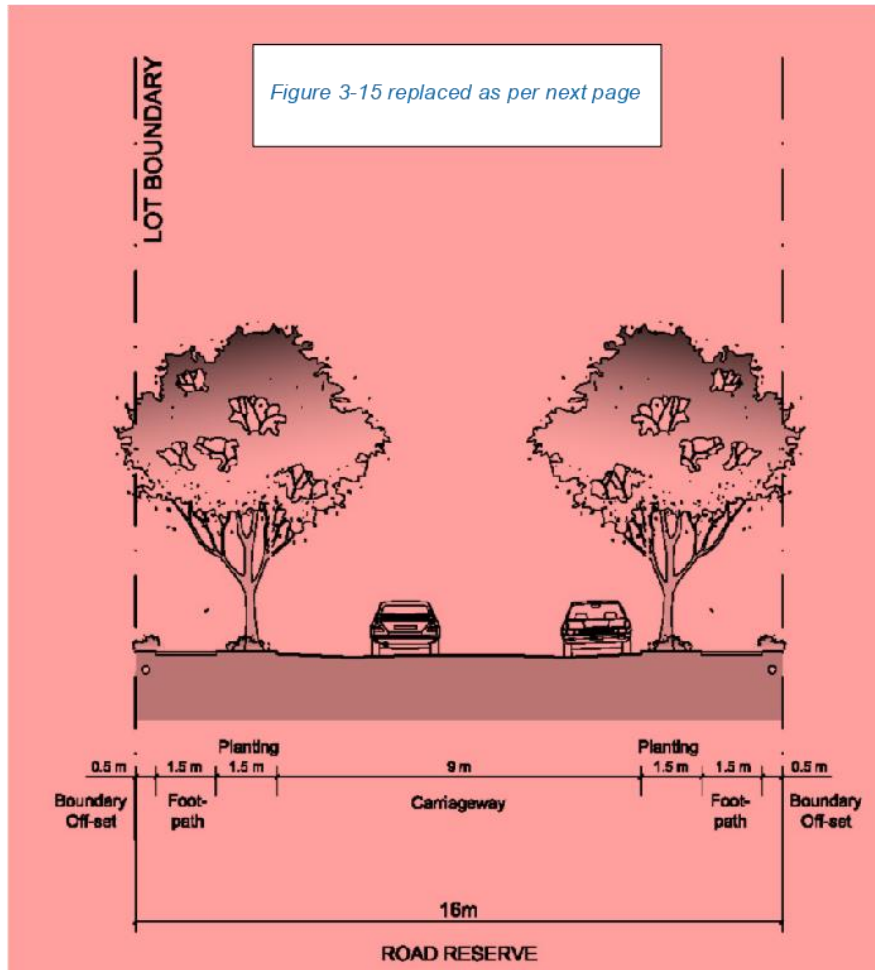 Figure 3-15 replaced as per next page
LOT BOUNDARY
Planting
Planting
0.5 m 1.5 m 1.5 m 9 m 1.5 m 1.5 m 0.5 m
Boundary Off-set
Foot-path
Carriageway
Foot-path
Boundary Off-set
16m
ROAD RESERVE